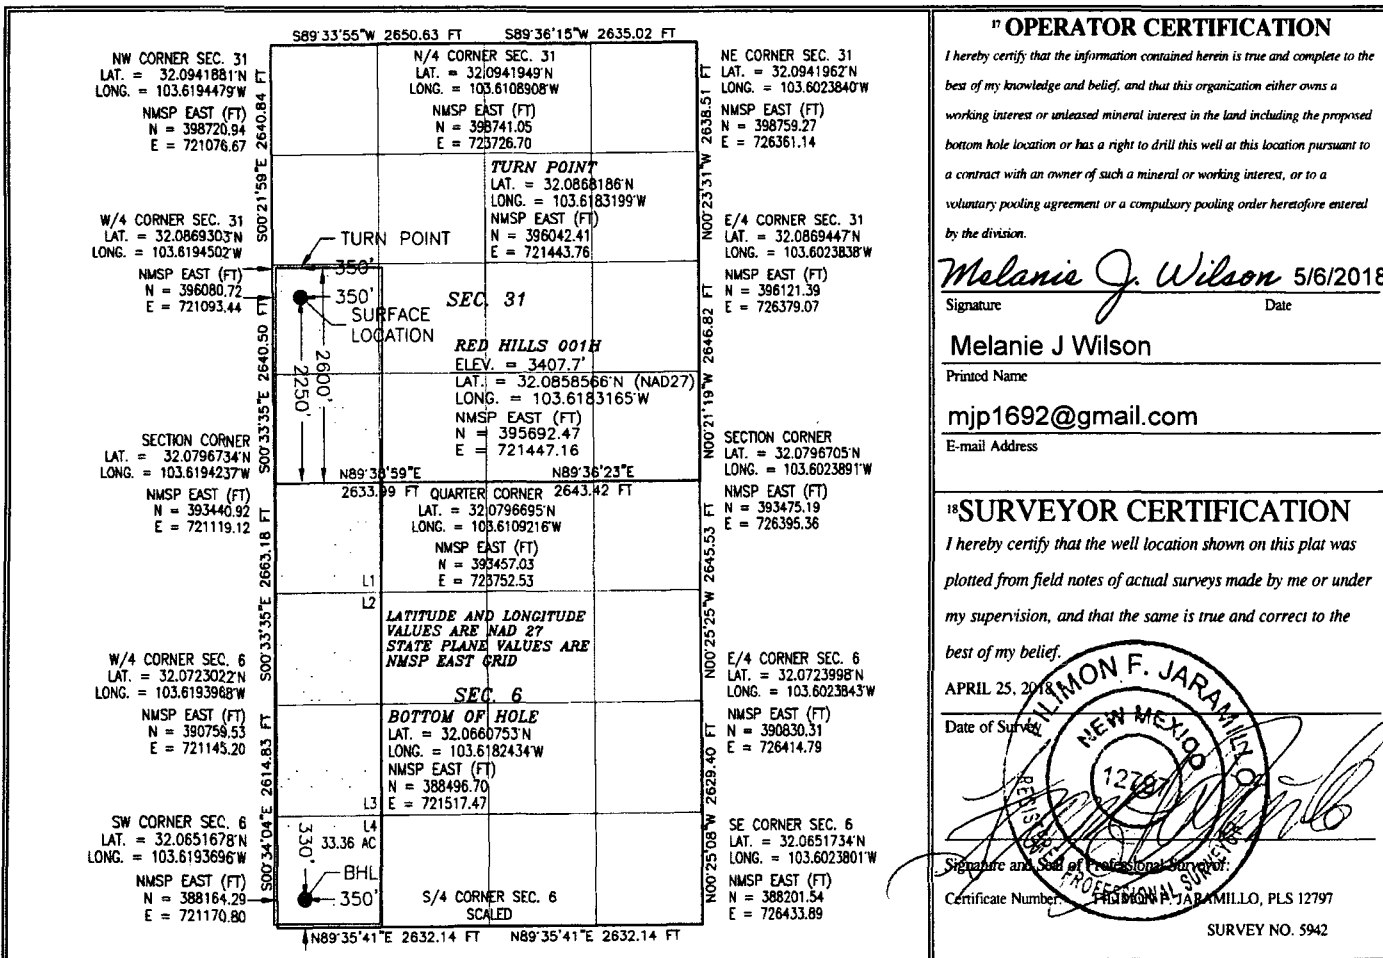 S89°33'55"W 2650.63 FT S89°36'15"W 2635.02 FT
NW CORNER SEC. 31
LAT. = 32.0941881°N
LONG. = 103.6194479°W
NMSP EAST (FT)
N = 398720.94
E = 721076.67
N/4 CORNER SEC. 31
LAT. = 32.0941949°N
LONG. = 103.6108908°W
NMSP EAST (FT)
N = 398741.05
E = 723726.70
NE CORNER SEC. 31
LAT. = 32.0941962°N
LONG. = 103.6023840°W
NMSP EAST (FT)
N = 398759.27
E = 726361.14
S00°21'59"E 2640.84 FT
N00°23'31"W 2638.51 FT
TURN POINT
LAT. = 32.0868186°N
LONG. = 103.6183199°W
NMSP EAST (FT)
N = 396042.41
E = 721443.76
W/4 CORNER SEC. 31
LAT. = 32.0869303°N
LONG. = 103.6194502°W
NMSP EAST (FT)
N = 396080.72
E = 721093.44
TURN POINT
350'
350'
SURFACE
LOCATION
SEC. 31
E/4 CORNER SEC. 31
LAT. = 32.0869447°N
LONG. = 103.6023838°W
NMSP EAST (FT)
N = 396121.39
E = 726379.07
RED HILLS 001H
ELEV. = 3407.7'
LAT. = 32.0858566°N (NAD27)
LONG. = 103.6183165°W
NMSP EAST (FT)
N = 395692.47
E = 721447.16
2600'
2250'
S00°33'35"E 2640.50 FT
N00°21'19"W 2646.82 FT
SECTION CORNER
LAT. = 32.0796734°N
LONG. = 103.6194237°W
NMSP EAST (FT)
N = 393440.92
E = 721119.12
N89°38'59"E N89°36'23"E
2633.99 FT QUARTER CORNER 2643.42 FT
LAT. = 32.0796695°N
LONG. = 103.6109216°W
NMSP EAST (FT)
N = 393457.03
E = 723752.53
SECTION CORNER
LAT. = 32.0796705°N
LONG. = 103.6023891°W
NMSP EAST (FT)
N = 393475.19
E = 726395.36
S00°33'35"E 2663.18 FT
N00°25'25"W 2645.53 FT
L1
L2
LATITUDE AND LONGITUDE
VALUES ARE NAD 27
STATE PLANE VALUES ARE
NMSP EAST GRID
SEC. 6
W/4 CORNER SEC. 6
LAT. = 32.0723022°N
LONG. = 103.6193968°W
NMSP EAST (FT)
N = 390759.53
E = 721145.20
E/4 CORNER SEC. 6
LAT. = 32.0723998°N
LONG. = 103.6023843°W
NMSP EAST (FT)
N = 390830.31
E = 726414.79
BOTTOM OF HOLE
LAT. = 32.0660753°N
LONG. = 103.6182434°W
NMSP EAST (FT)
N = 388496.70
E = 721517.47
S00°34'04"E 2614.83 FT
N00°25'08"W 2629.40 FT
L3
L4
33.36 AC
330'
BHL
350'
SW CORNER SEC. 6
LAT. = 32.0651678°N
LONG. = 103.6193696°W
NMSP EAST (FT)
N = 388164.29
E = 721170.80
S/4 CORNER SEC. 6
SCALED
SE CORNER SEC. 6
LAT. = 32.0651734°N
LONG. = 103.6023801°W
NMSP EAST (FT)
N = 388201.54
E = 726433.89
N89°35'41"E 2632.14 FT N89°35'41"E 2632.14 FT
17 OPERATOR CERTIFICATION
I hereby certify that the information contained herein is true and complete to the
best of my knowledge and belief, and that this organization either owns a
working interest or unleased mineral interest in the land including the proposed
bottom hole location or has a right to drill this well at this location pursuant to
a contract with an owner of such a mineral or working interest, or to a
voluntary pooling agreement or a compulsory pooling order heretofore entered
by the division.
Melanie J. Wilson 5/6/2018
Signature Date
Melanie J Wilson
Printed Name
mjp1692@gmail.com
E-mail Address
18 SURVEYOR CERTIFICATION
I hereby certify that the well location shown on this plat was
plotted from field notes of actual surveys made by me or under
my supervision, and that the same is true and correct to the
best of my belief.
APRIL 25, 2018
Date of Survey
FILIMON F. JARAMILLO
NEW MEXICO
12797
REGISTERED PROFESSIONAL SURVEYOR
Signature and Seal of Professional Surveyor:
Certificate Number: FILIMON F. JARAMILLO, PLS 12797
SURVEY NO. 5942